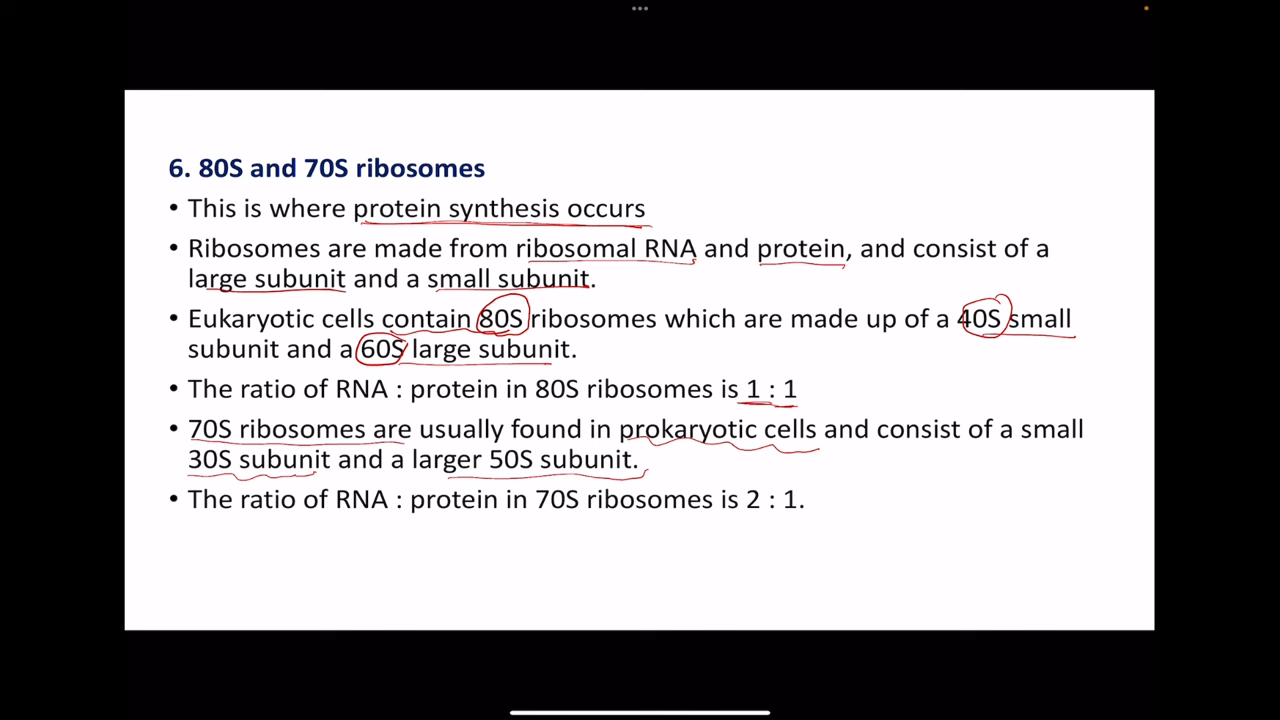 6. 80S and 70S ribosomes
• This is where protein synthesis occurs
• Ribosomes are made from ribosomal RNA and protein, and consist of a
large subunit and a small subunit.
• Eukaryotic cells contain 80S ribosomes which are made up of a 40S small
subunit and a 60S large subunit.
• The ratio of RNA : protein in 80S ribosomes is 1 : 1
• 70S ribosomes are usually found in prokaryotic cells and consist of a small
30S subunit and a larger 50S subunit.
• The ratio of RNA : protein in 70S ribosomes is 2 : 1.